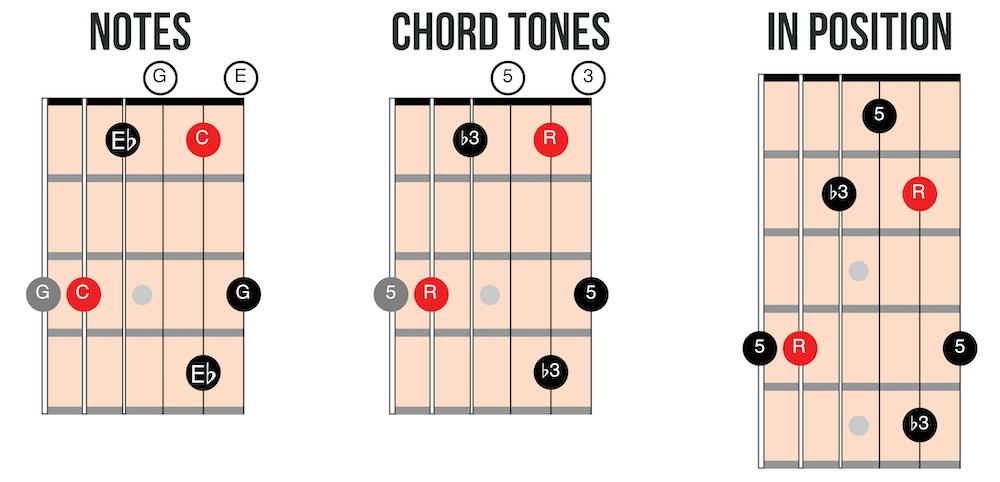 NOTES
G E
E♭ C
G C G
E♭
CHORD TONES
5 3
♭3 R
5 R 5
♭3
IN POSITION
5
♭3 R
5 R 5
♭3